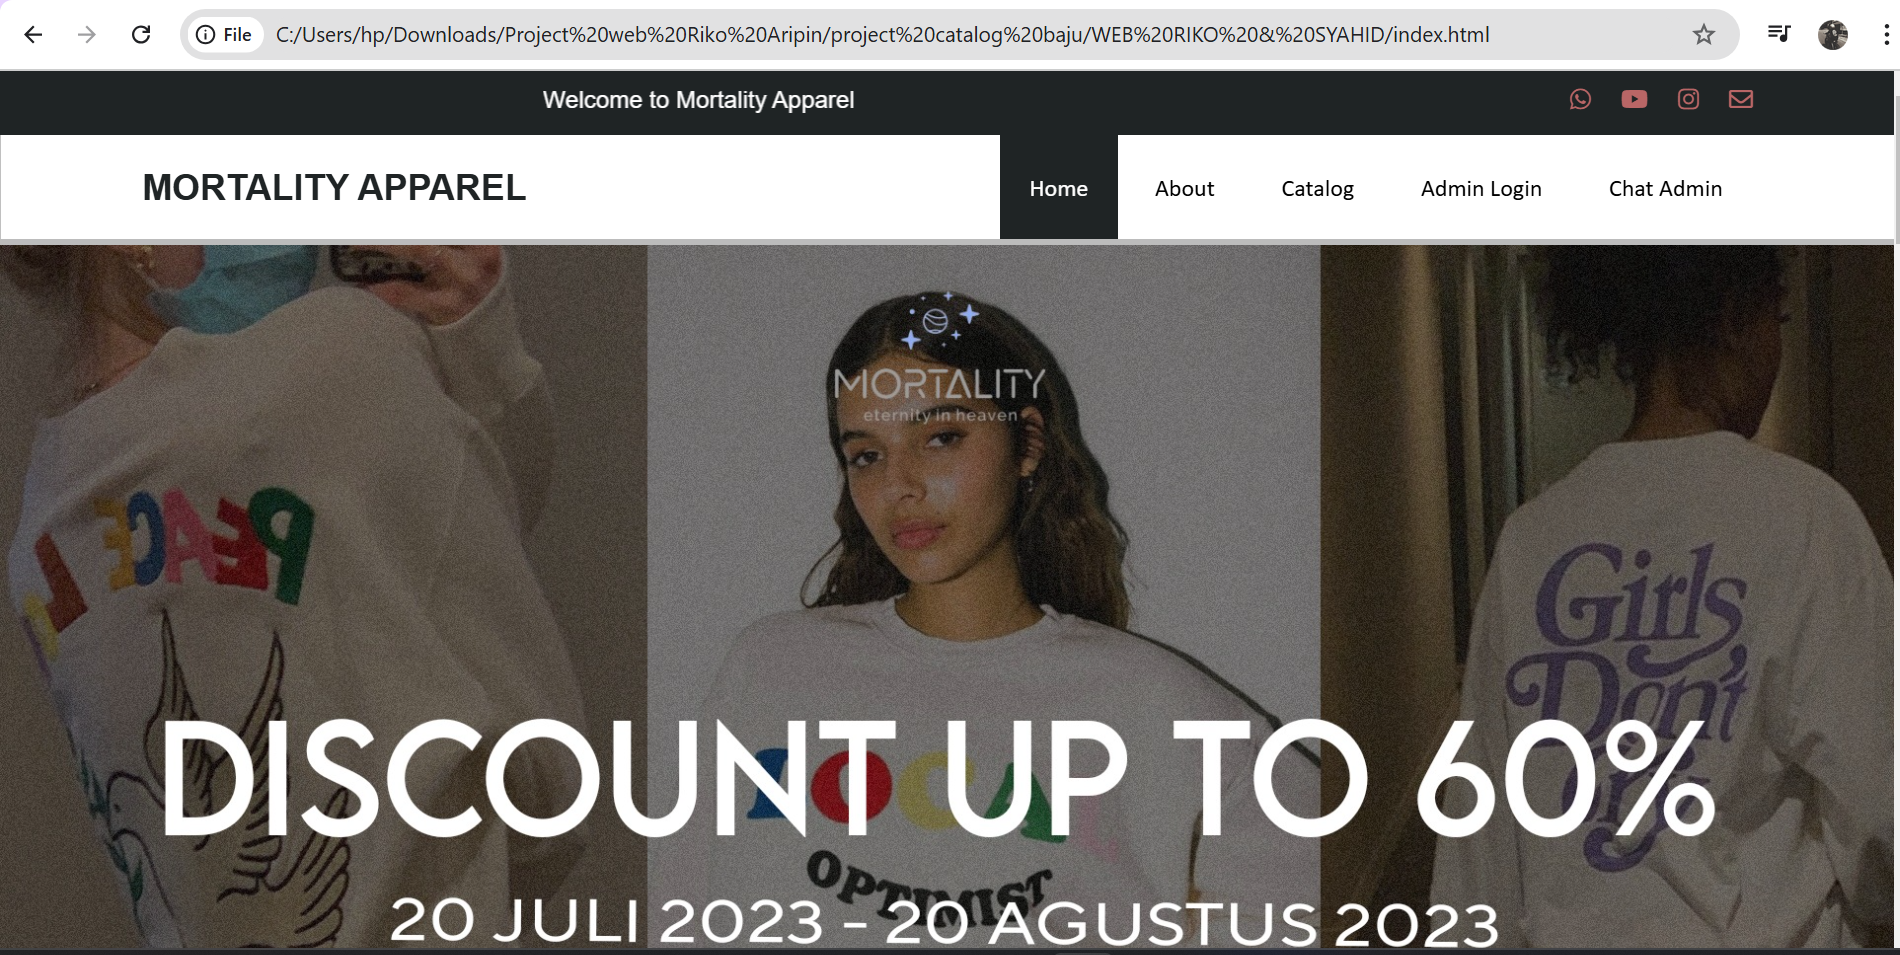 File C:/Users/hp/Downloads/Project%20web%20Riko%20Aripin/project%20catalog%20baju/WEB%20RIKO%20&%20SYAHID/index.html
Welcome to Mortality Apparel
MORTALITY APPAREL
Home About Catalog Admin Login Chat Admin
MORTALITY
eternity in heaven
PEACE L
Girls
Don't
Cry
DISCOUNT UP TO 60%
LOCAL
OPTIMIST
20 JULI 2023 - 20 AGUSTUS 2023